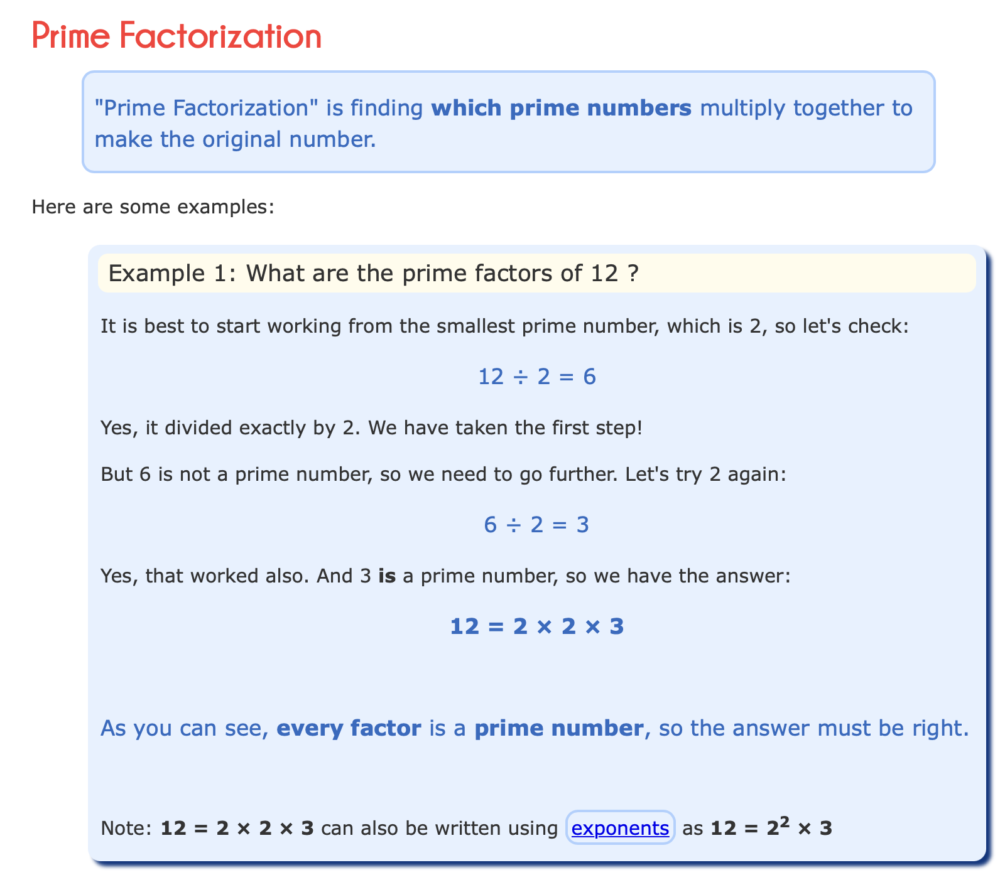 Prime Factorization
"Prime Factorization" is finding which prime numbers multiply together to
make the original number.
Here are some examples:
Example 1: What are the prime factors of 12 ?
It is best to start working from the smallest prime number, which is 2, so let's check:
12 ÷ 2 = 6
Yes, it divided exactly by 2. We have taken the first step!
But 6 is not a prime number, so we need to go further. Let's try 2 again:
6 ÷ 2 = 3
Yes, that worked also. And 3 is a prime number, so we have the answer:
12 = 2 × 2 × 3
As you can see, every factor is a prime number, so the answer must be right.
Note: 12 = 2 × 2 × 3 can also be written using exponents as 12 = 2² × 3